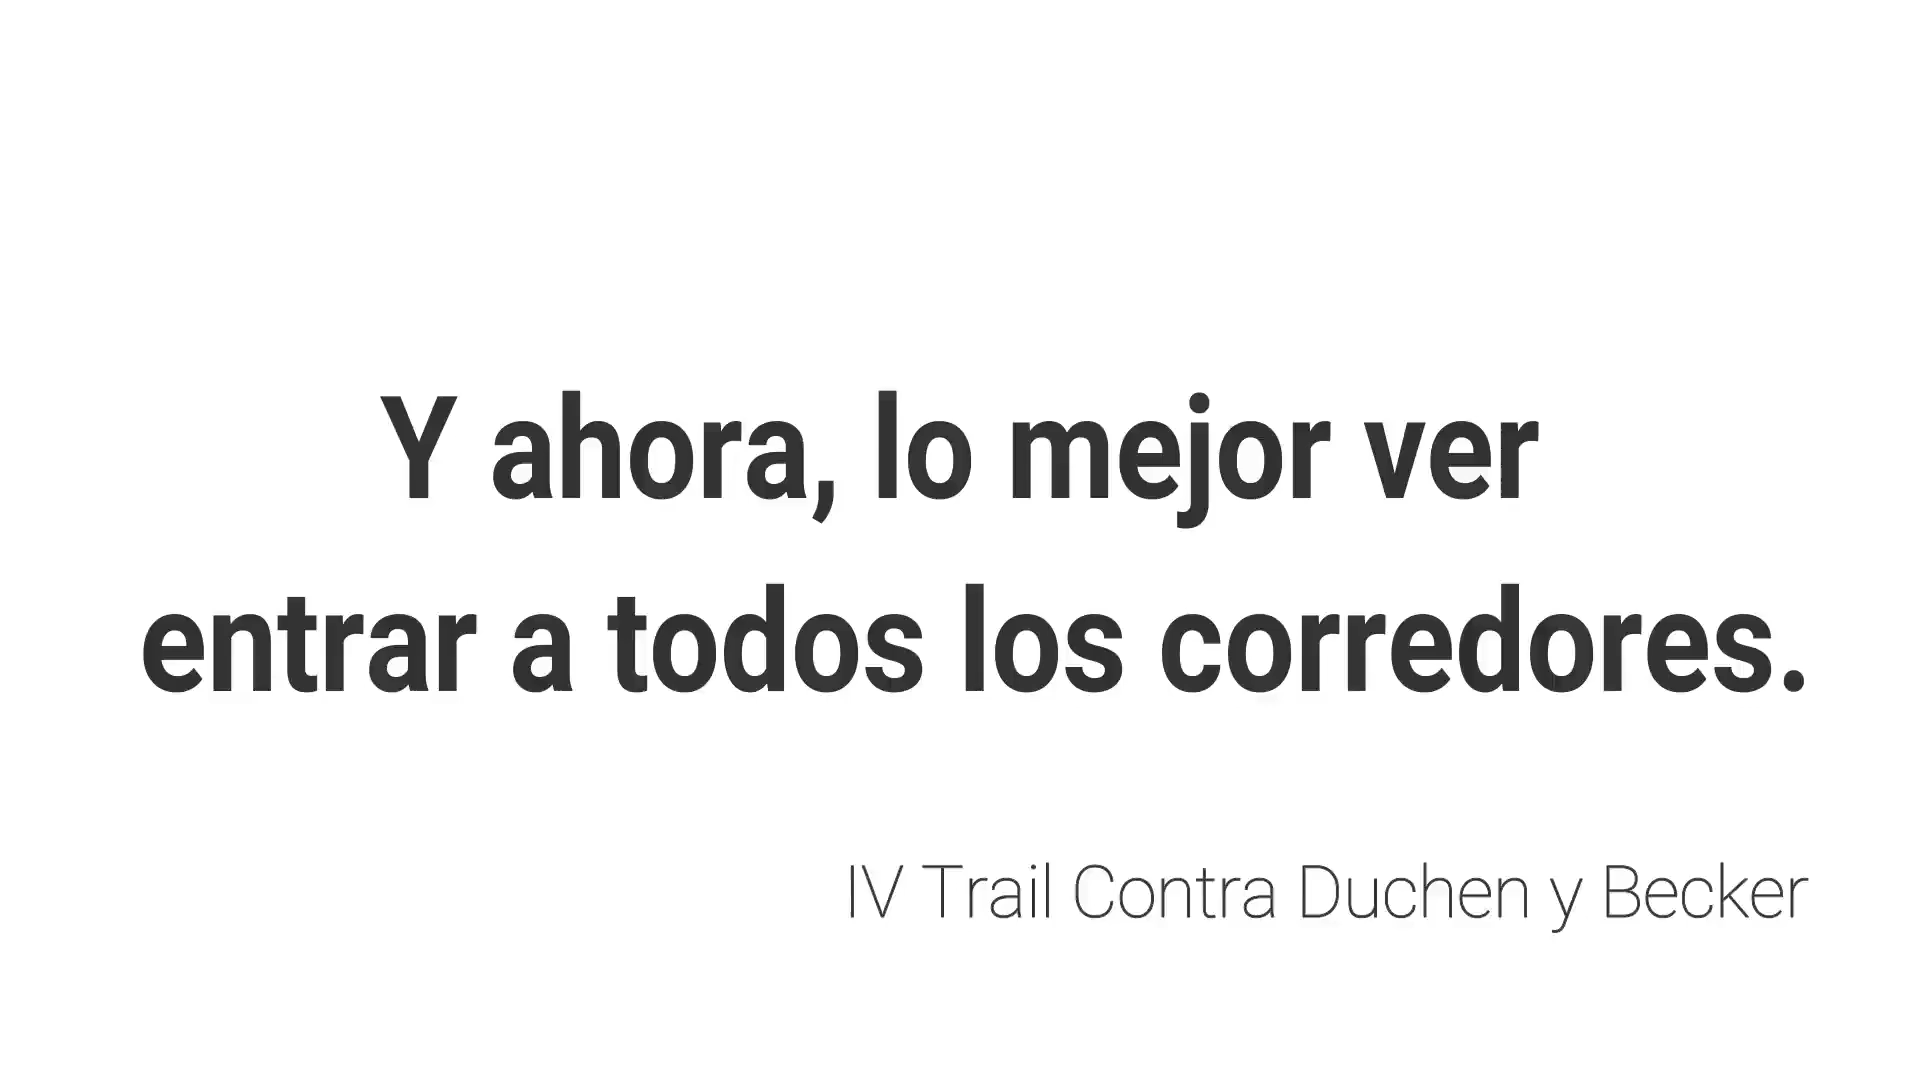 Y ahora, lo mejor ver
entrar a todos los corredores.
IV Trail Contra Duchen y Becker